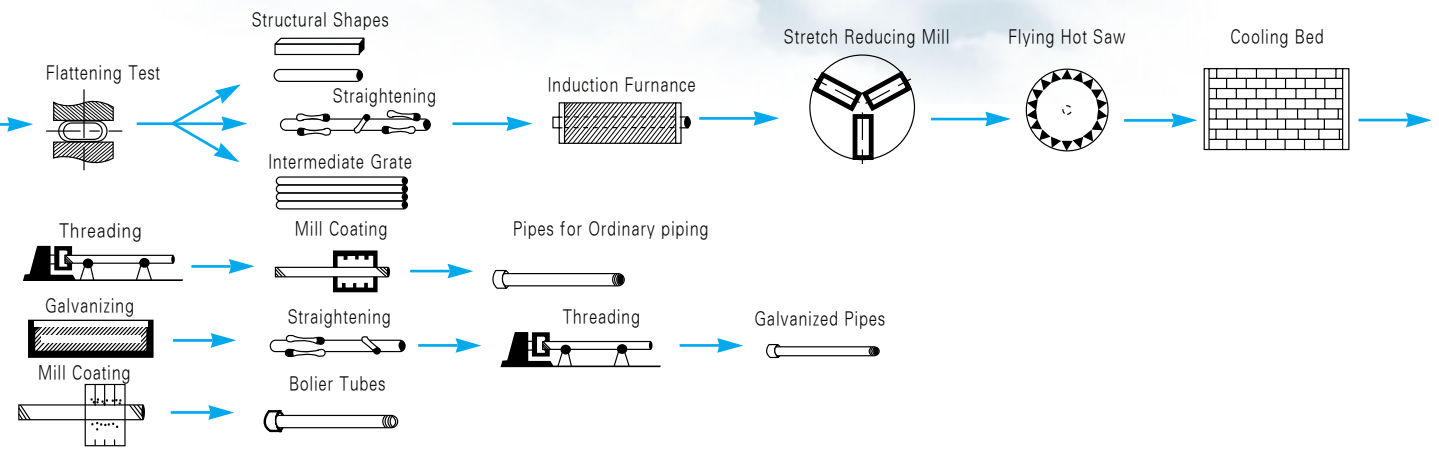 Flattening Test
Structural Shapes
Straightening
Intermediate Grate
Induction Furnance
Stretch Reducing Mill
Flying Hot Saw
Cooling Bed
Threading
Mill Coating
Pipes for Ordinary piping
Galvanizing
Straightening
Threading
Galvanized Pipes
Mill Coating
Bolier Tubes